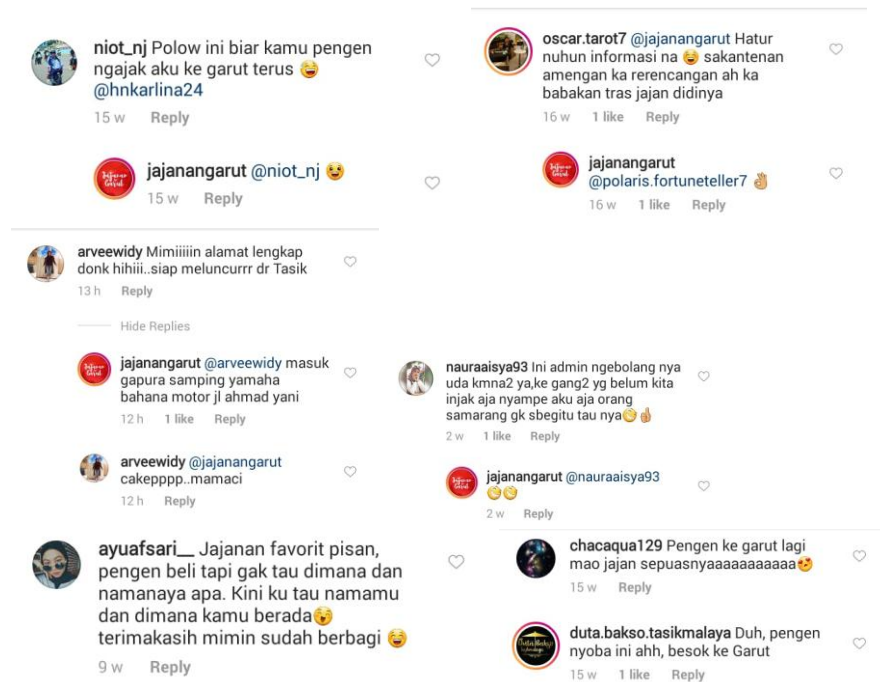 niot_nj Polow ini biar kamu pengen
ngajak aku ke garut terus 😅
@hnkarlina24
15 w Reply
jajanangarut @niot_nj 😉
15 w Reply
oscar.tarot7 @jajanangarut Hatur
nuhun informasi na 😄 sakantenan
amengan ka rerencangan ah ka
babakan tras jajan didinya
16 w 1 like Reply
jajanangarut
@polaris.fortuneteller7 👌
16 w 1 like Reply
arveewidy Mimiiiiin alamat lengkap
donk hihiii..siap meluncurrr dr Tasik
13 h Reply
Hide Replies
jajanangarut @arveewidy masuk
gapura samping yamaha
bahana motor jl ahmad yani
12 h 1 like Reply
arveewidy @jajanangarut
cakepppp..mamaci
12 h Reply
nauraaisya93 Ini admin ngebolang nya
uda kmna2 ya,ke gang2 yg belum kita
injak aja nyampe aku aja orang
samarang gk sbegitu tau nya😆☝
2 w 1 like Reply
jajanangarut @nauraaisya93
😆😆
2 w Reply
ayuafsari__ Jajanan favorit pisan,
pengen beli tapi gak tau dimana dan
namanaya apa. Kini ku tau namamu
dan dimana kamu berada😲
terimakasih mimin sudah berbagi 😄
9 w Reply
chacaqua129 Pengen ke garut lagi
mao jajan sepuasnyaaaaaaaaaaa😍
15 w Reply
duta.bakso.tasikmalaya Duh, pengen
nyoba ini ahh, besok ke Garut
15 w 1 like Reply